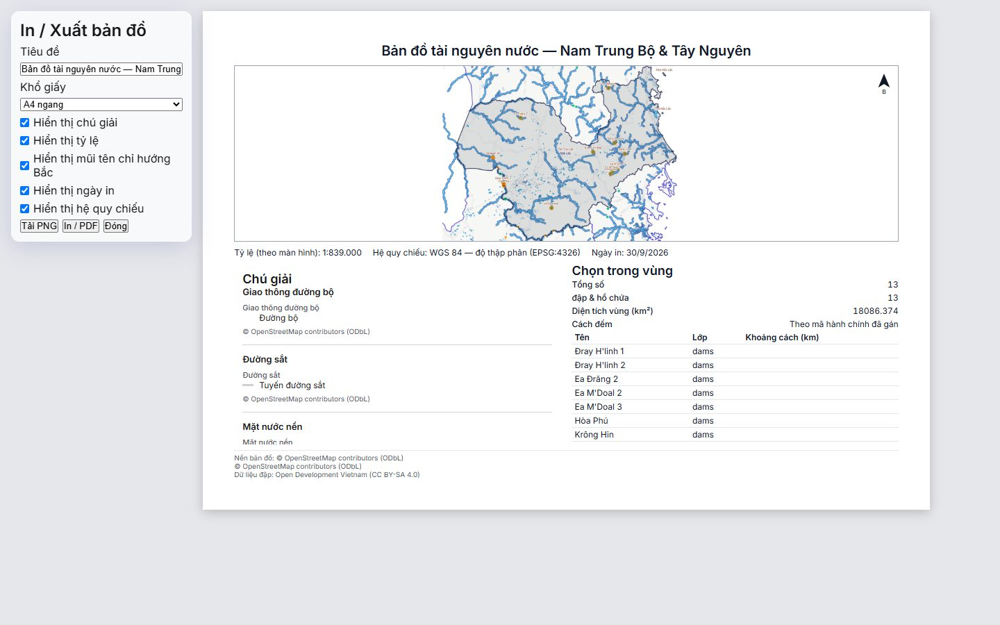 In / Xuất bản đồ
Tiêu đề
Bản đồ tài nguyên nước — Nam Trung
Khổ giấy
A4 ngang
Hiển thị chú giải
Hiển thị tỷ lệ
Hiển thị mũi tên chỉ hướng
Bắc
Hiển thị ngày in
Hiển thị hệ quy chiếu
Tải PNG In / PDF Đóng
Bản đồ tài nguyên nước — Nam Trung Bộ & Tây Nguyên
B
Tỷ lệ (theo màn hình): 1:839.000 Hệ quy chiếu: WGS 84 — độ thập phân (EPSG:4326) Ngày in: 30/9/2026
Chú giải
Giao thông đường bộ
Giao thông đường bộ
Đường bộ
© OpenStreetMap contributors (ODbL)
Đường sắt
Đường sắt
Tuyến đường sắt
© OpenStreetMap contributors (ODbL)
Mặt nước nền
Mặt nước nền
Chọn trong vùng
Tổng số 13
đập & hồ chứa 13
Diện tích vùng (km²) 18086.374
Cách đếm Theo mã hành chính đã gán
Tên Lớp Khoảng cách (km)
Đray H'linh 1 dams
Đray H'linh 2 dams
Ea Đrăng 2 dams
Ea M'Doal 2 dams
Ea M'Doal 3 dams
Hòa Phú dams
Krông Hin dams
Nền bản đồ: © OpenStreetMap contributors (ODbL)
© OpenStreetMap contributors (ODbL)
Dữ liệu đập: Open Development Vietnam (CC BY-SA 4.0)